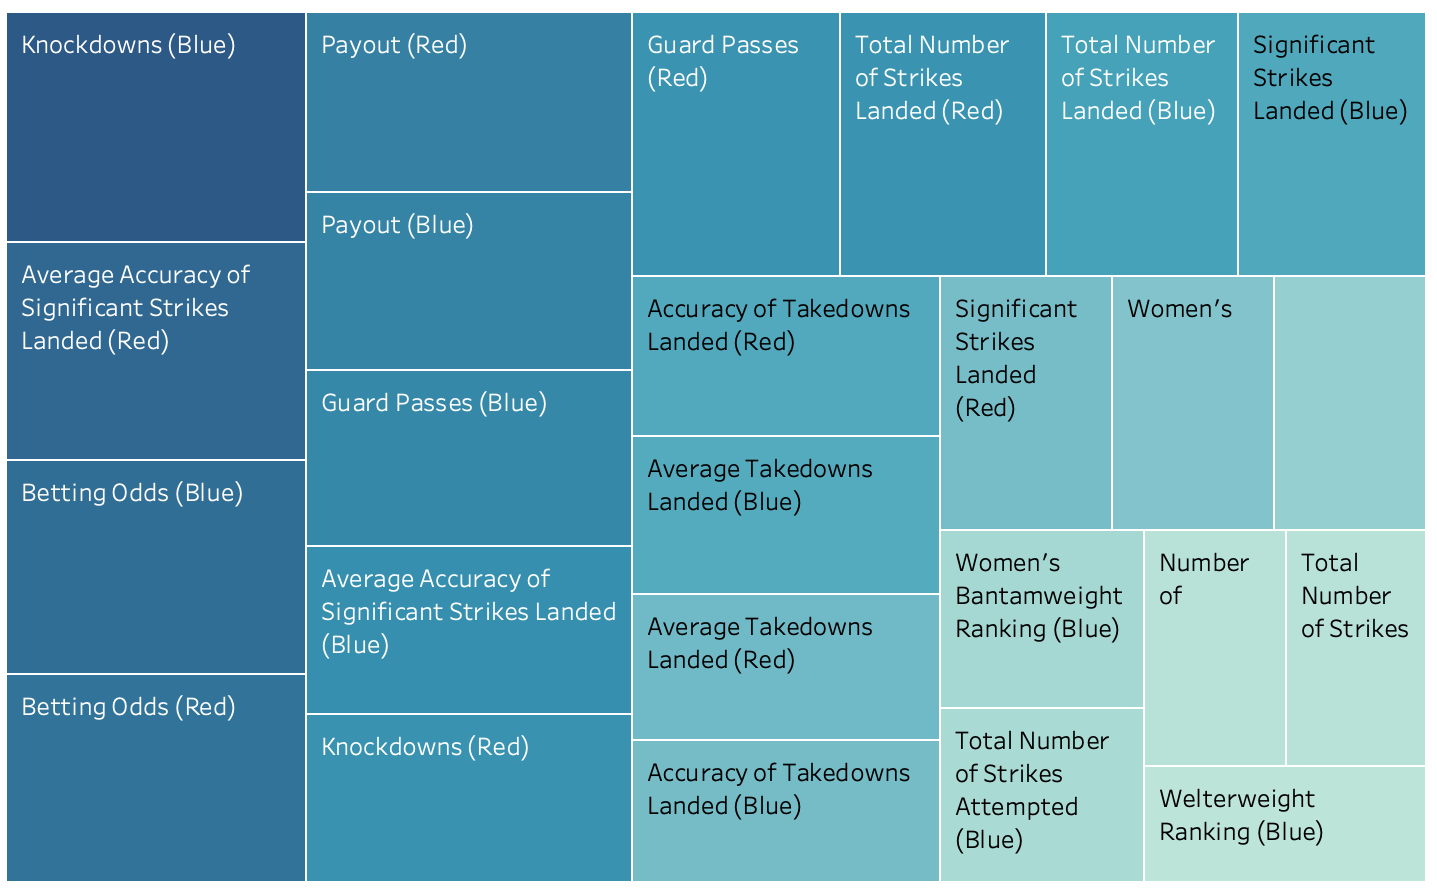 Knockdowns (Blue)
Average Accuracy of
Significant Strikes
Landed (Red)
Betting Odds (Blue)
Betting Odds (Red)
Payout (Red)
Payout (Blue)
Guard Passes (Blue)
Average Accuracy of
Significant Strikes Landed
(Blue)
Knockdowns (Red)
Guard Passes
(Red)
Total Number
of Strikes
Landed (Red)
Total Number
of Strikes
Landed (Blue)
Significant
Strikes
Landed (Blue)
Accuracy of Takedowns
Landed (Red)
Average Takedowns
Landed (Blue)
Average Takedowns
Landed (Red)
Accuracy of Takedowns
Landed (Blue)
Significant
Strikes
Landed
(Red)
Women's
Women's
Bantamweight
Ranking (Blue)
Total Number
of Strikes
Attempted
(Blue)
Number
of
Total
Number
of Strikes
Welterweight
Ranking (Blue)